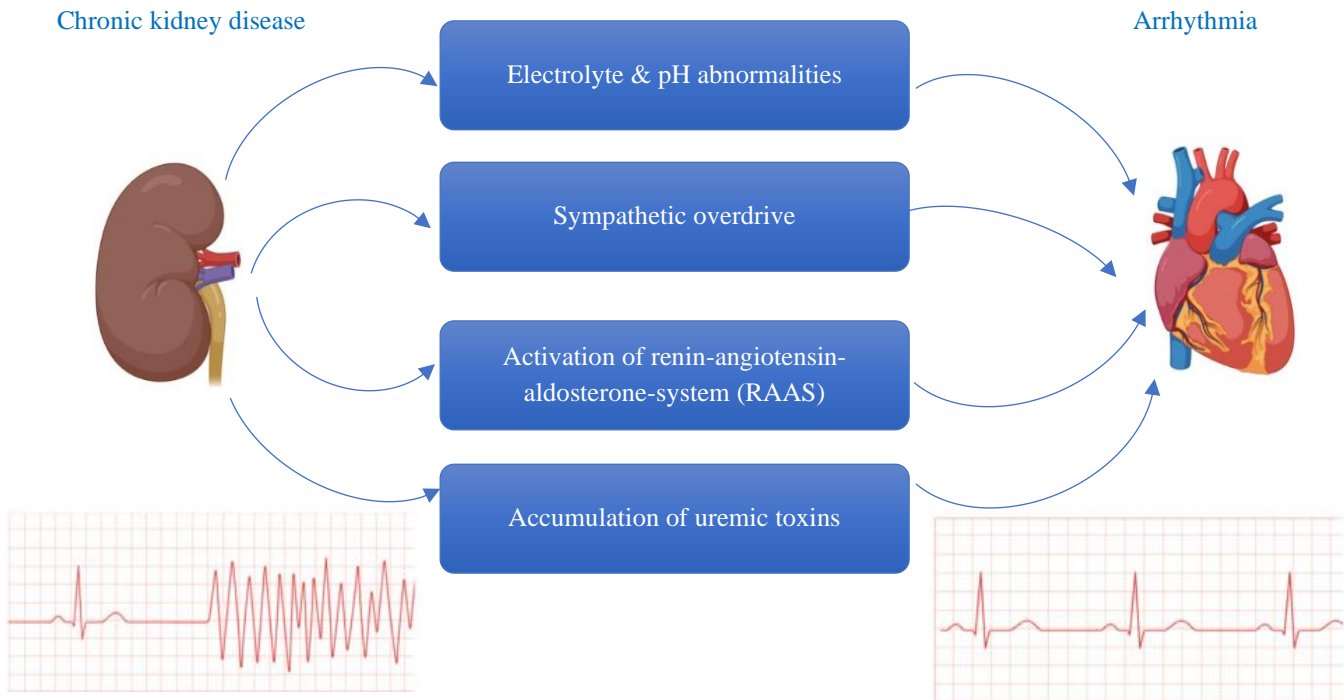 Chronic kidney disease
Arrhythmia
Electrolyte & pH abnormalities
Sympathetic overdrive
Activation of renin-angiotensin-
aldosterone-system (RAAS)
Accumulation of uremic toxins